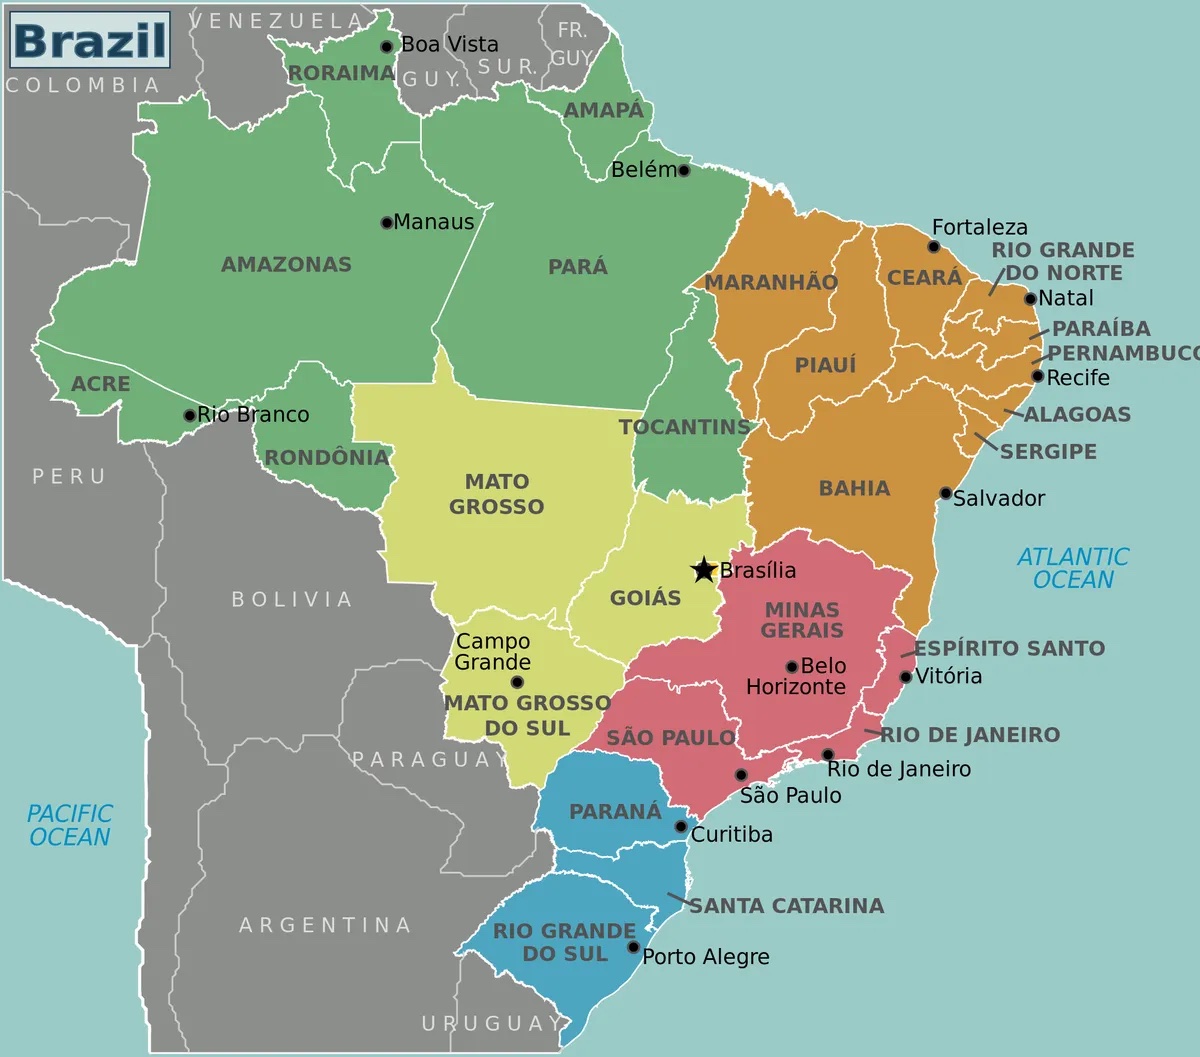 Brazil
VENEZUELA
COLOMBIA
Boa Vista
RORAIMA
GUY.
SUR.
FR.
GUY.
AMAPÁ
Belém
Manaus
AMAZONAS
PARÁ
Fortaleza
RIO GRANDE
DO NORTE
MARANHÃO
CEARÁ
Natal
PARAÍBA
PERNAMBUCO
PIAUÍ
Recife
ACRE
Rio Branco
ALAGOAS
TOCANTINS
SERGIPE
RONDÔNIA
PERU
MATO
GROSSO
BAHIA
Salvador
ATLANTIC
OCEAN
Brasília
GOIÁS
BOLIVIA
MINAS
GERAIS
Campo
Grande
ESPÍRITO SANTO
Belo
Horizonte
Vitória
MATO GROSSO
DO SUL
SÃO PAULO
RIO DE JANEIRO
PARAGUAY
Rio de Janeiro
São Paulo
PACIFIC
OCEAN
PARANÁ
Curitiba
SANTA CATARINA
ARGENTINA
RIO GRANDE
DO SUL
Porto Alegre
URUGUAY